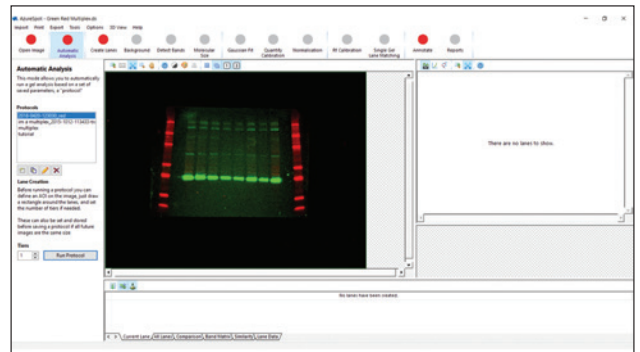 AzureSpot - Green Red Multiplex.ds
Import Print Export Tools Options 3D View Help
Open Image
Automatic Analysis
Create Lanes
Background
Detect Bands
Molecular Size
Gaussian Fit
Quantity Calibration
Normalisation
Rf Calibration
Single Gel Lane Matching
Annotate
Reports
Automatic Analysis
This mode allows you to automatically
run a gel analysis based on a set of
saved parameters, a "protocol"
Protocols
multiplex
tutorial
Lane Creation
Before running a protocol you can
define an AOI on the image, just draw
a rectangle around the lanes, and set
the number of tiers if needed.
These can also be set and stored
before saving a protocol if all future
images are the same size
Tiers
1
Run Protocol
There are no lanes to show.
No lanes have been created.
Current Lane
All Lanes
Comparison
Band Matrix
Similarity
Lane Data